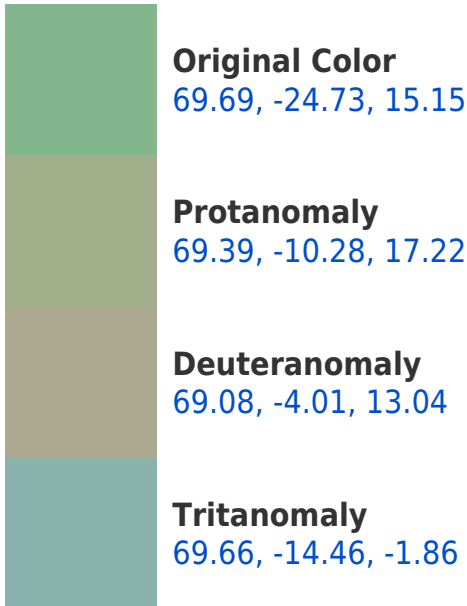 Original Color
69.69, -24.73, 15.15
Protanomaly
69.39, -10.28, 17.22
Deuteranomaly
69.08, -4.01, 13.04
Tritanomaly
69.66, -14.46, -1.86